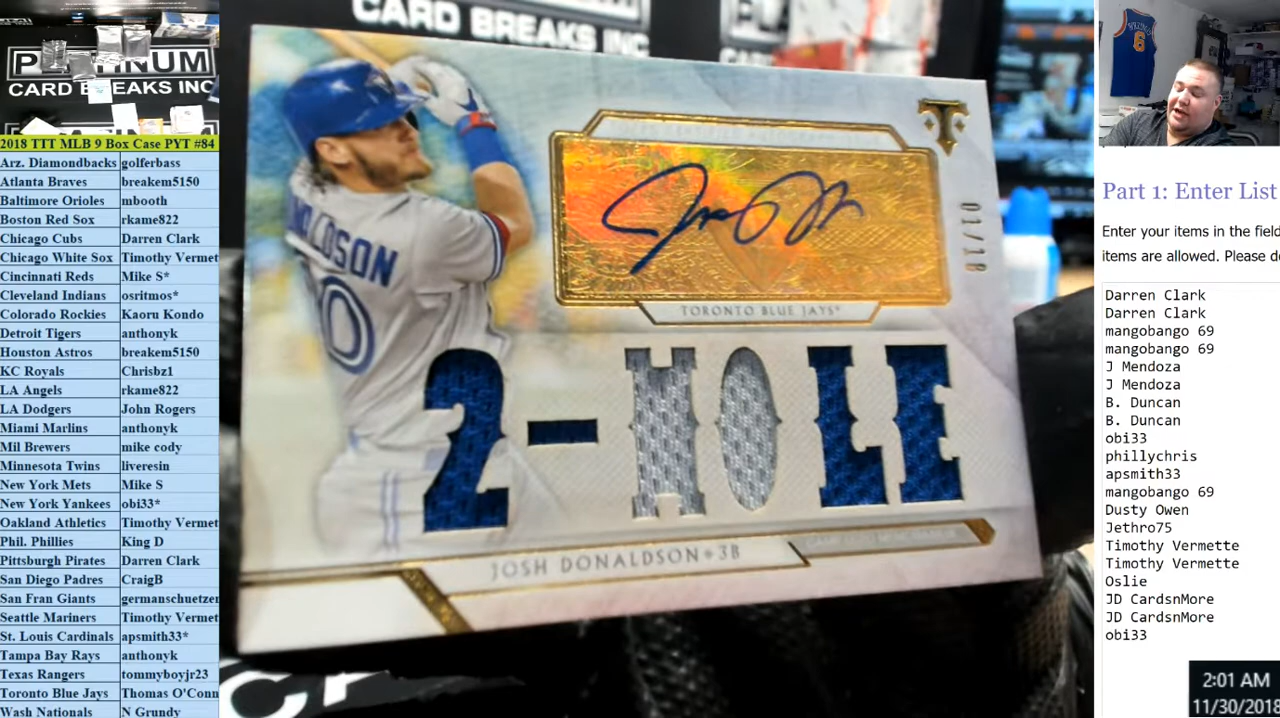 PLATINUM
CARD BREAKS INC
2018 TTT MLB 9 Box Case PYT #84
Arz. Diamondbacks golferbass
Atlanta Braves breakem5150
Baltimore Orioles mbooth
Boston Red Sox rkame822
Chicago Cubs Darren Clark
Chicago White Sox Timothy Vermet
Cincinnati Reds Mike S*
Cleveland Indians osritmos*
Colorado Rockies Kaoru Kondo
Detroit Tigers anthonyk
Houston Astros breakem5150
KC Royals Chrisbz1
LA Angels rkame822
LA Dodgers John Rogers
Miami Marlins anthonyk
Mil Brewers mike cody
Minnesota Twins liveresin
New York Mets Mike S
New York Yankees obi33*
Oakland Athletics Timothy Vermet
Phil. Phillies King D
Pittsburgh Pirates Darren Clark
San Diego Padres CraigB
San Fran Giants germanschuetzer
Seattle Mariners Timothy Vermet
St. Louis Cardinals apsmith33*
Tampa Bay Rays anthonyk
Texas Rangers tommyboyjr23
Toronto Blue Jays Thomas O'Conn
Wash Nationals N Grundy
CARD BREAKS INC
T
01/18
TORONTO BLUE JAYS
2-HOLE
JOSH DONALDSON • 3B
6
Part 1: Enter List
Enter your items in the field
items are allowed. Please d
Darren Clark
Darren Clark
mangobango 69
mangobango 69
J Mendoza
J Mendoza
B. Duncan
B. Duncan
obi33
phillychris
apsmith33
mangobango 69
Dusty Owen
Jethro75
Timothy Vermette
Timothy Vermette
Oslie
JD CardsnMore
JD CardsnMore
obi33
2:01 AM
11/30/2018